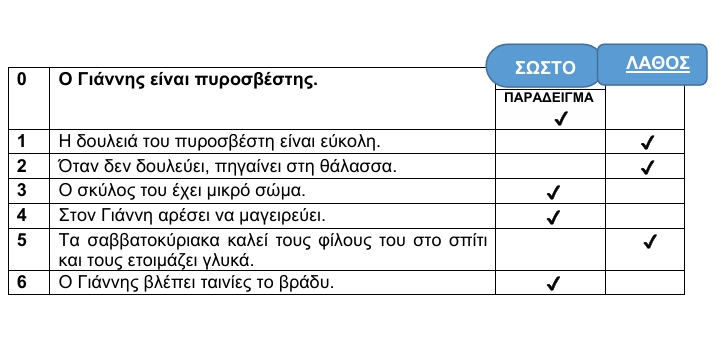 ΣΩΣΤΟ ΛΑΘΟΣ
0 Ο Γιάννης είναι πυροσβέστης.
ΠΑΡΑΔΕΙΓΜΑ
✔
1 Η δουλειά του πυροσβέστη είναι εύκολη. ✔
2 Όταν δεν δουλεύει, πηγαίνει στη θάλασσα. ✔
3 Ο σκύλος του έχει μικρό σώμα. ✔
4 Στον Γιάννη αρέσει να μαγειρεύει. ✔
5 Τα σαββατοκύριακα καλεί τους φίλους του στο σπίτι ✔
και τους ετοιμάζει γλυκά.
6 Ο Γιάννης βλέπει ταινίες το βράδυ. ✔